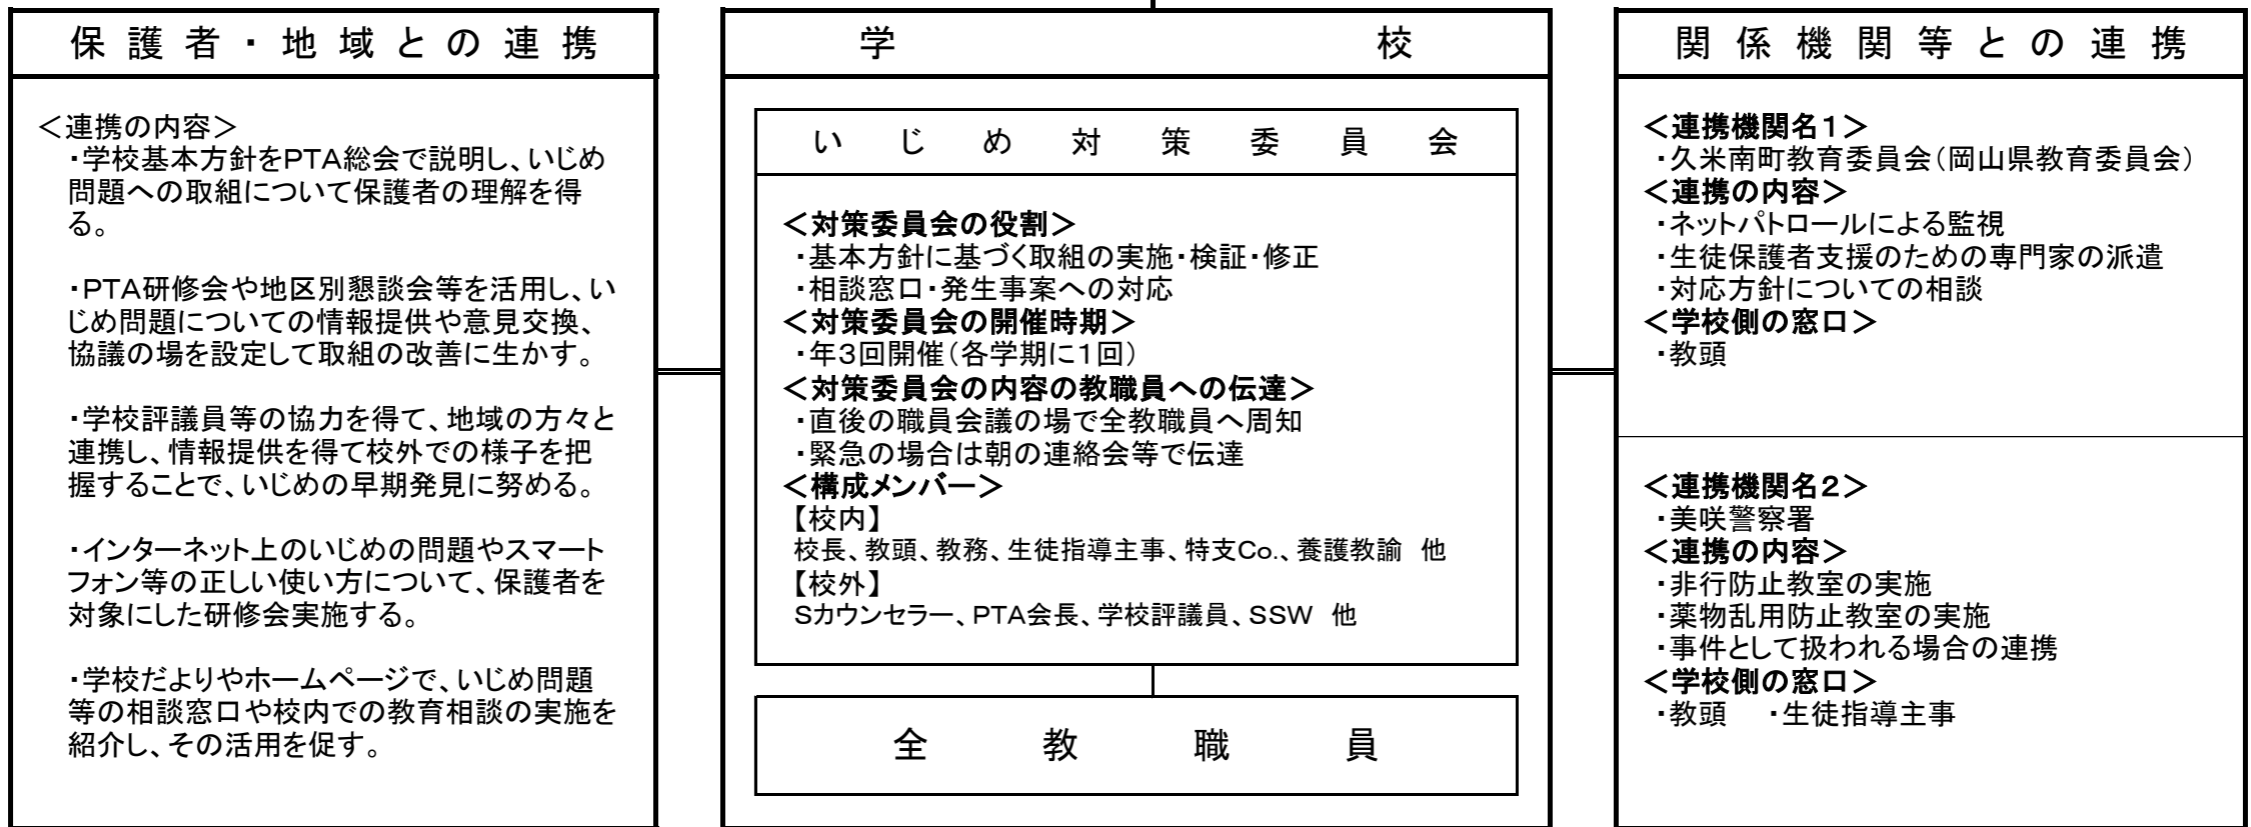 保護者・地域との連携
＜連携の内容＞
・学校基本方針をPTA総会で説明し、いじめ
問題への取組について保護者の理解を得
る。
・PTA研修会や地区別懇談会等を活用し、い
じめ問題についての情報提供や意見交換、
協議の場を設定して取組の改善に生かす。
・学校評議員等の協力を得て、地域の方々と
連携し、情報提供を得て校外での様子を把
握することで、いじめの早期発見に努める。
・インターネット上のいじめの問題やスマート
フォン等の正しい使い方について、保護者を
対象にした研修会実施する。
・学校だよりやホームページで、いじめ問題
等の相談窓口や校内での教育相談の実施を
紹介し、その活用を促す。
学校
いじめ対策委員会
＜対策委員会の役割＞
・基本方針に基づく取組の実施・検証・修正
・相談窓口・発生事案への対応
＜対策委員会の開催時期＞
・年３回開催（各学期に１回）
＜対策委員会の内容の教職員への伝達＞
・直後の職員会議の場で全教職員へ周知
・緊急の場合は朝の連絡会等で伝達
＜構成メンバー＞
【校内】
校長、教頭、教務、生徒指導主事、特支Co.、養護教諭　他
【校外】
Sカウンセラー、PTA会長、学校評議員、SSW　他
全教職員
関係機関等との連携
＜連携機関名１＞
・久米南町教育委員会（岡山県教育委員会）
＜連携の内容＞
・ネットパトロールによる監視
・生徒保護者支援のための専門家の派遣
・対応方針についての相談
＜学校側の窓口＞
・教頭
＜連携機関名２＞
・美咲警察署
＜連携の内容＞
・非行防止教室の実施
・薬物乱用防止教室の実施
・事件として扱われる場合の連携
＜学校側の窓口＞
・教頭　・生徒指導主事